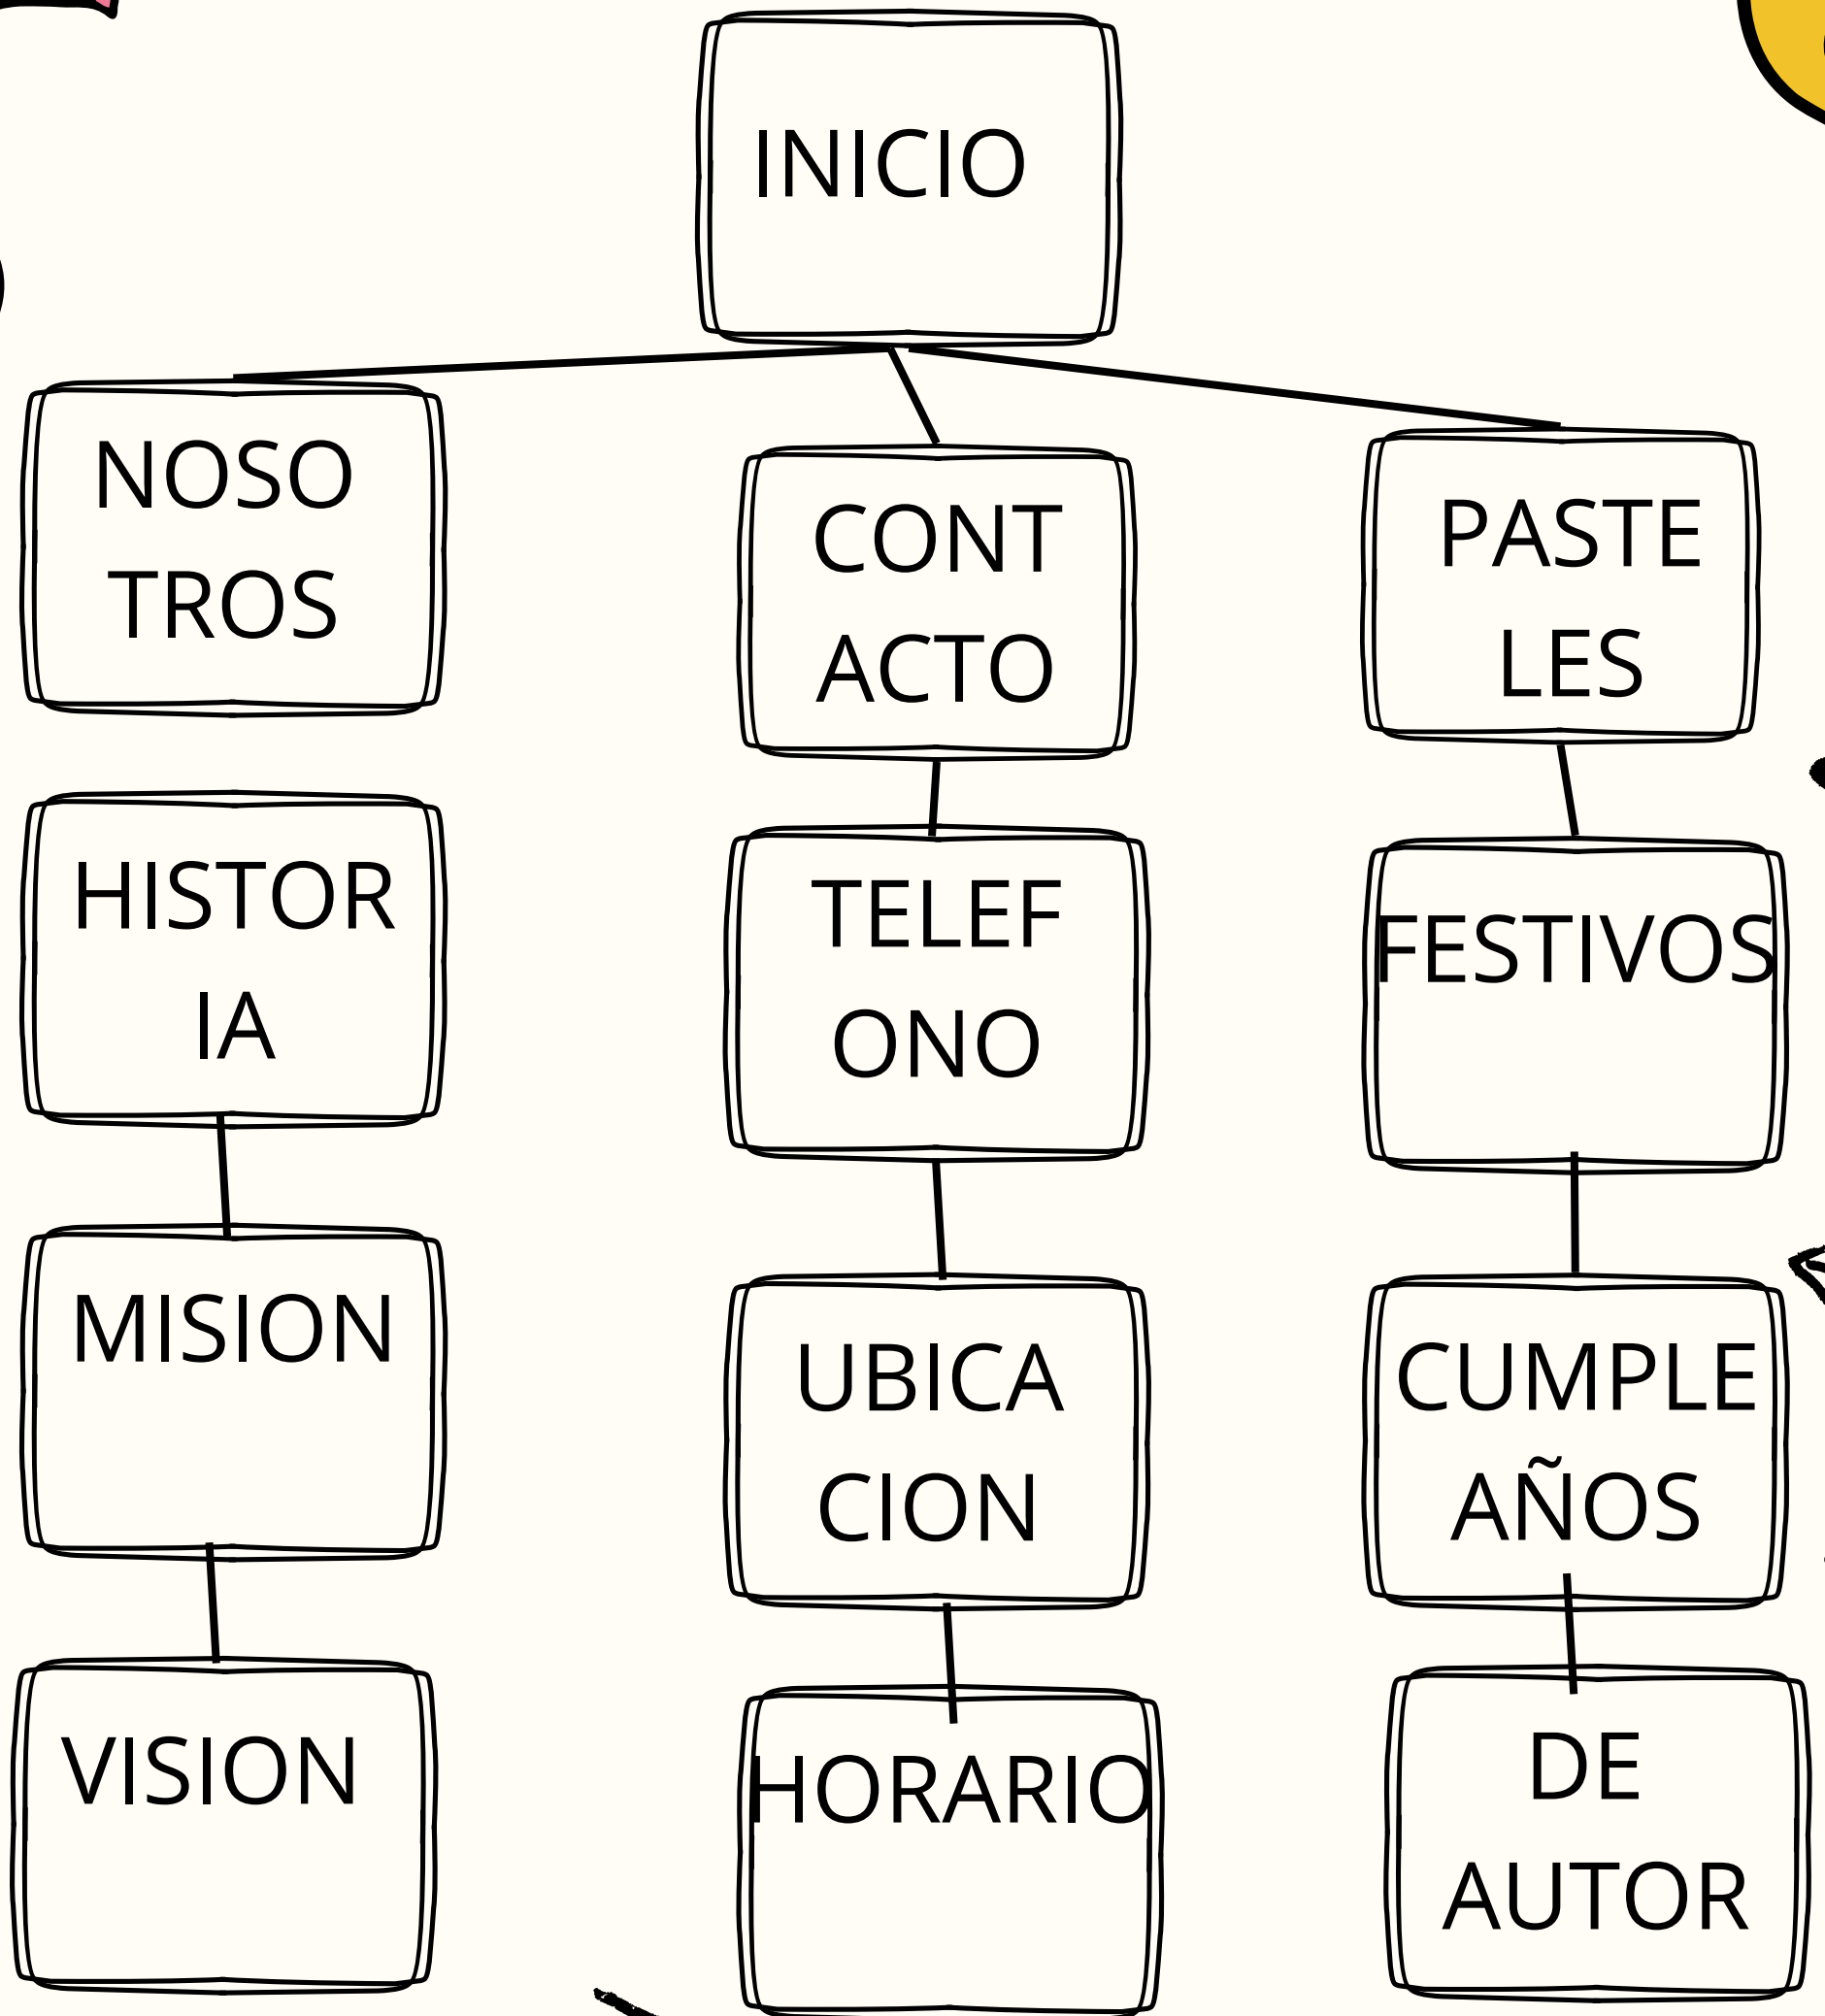 INICIO
NOSO
TROS
CONT
ACTO
PASTE
LES
HISTOR
IA
TELEF
ONO
FESTIVOS
MISION
UBICA
CION
CUMPLE
AÑOS
VISION
HORARIO
DE
AUTOR